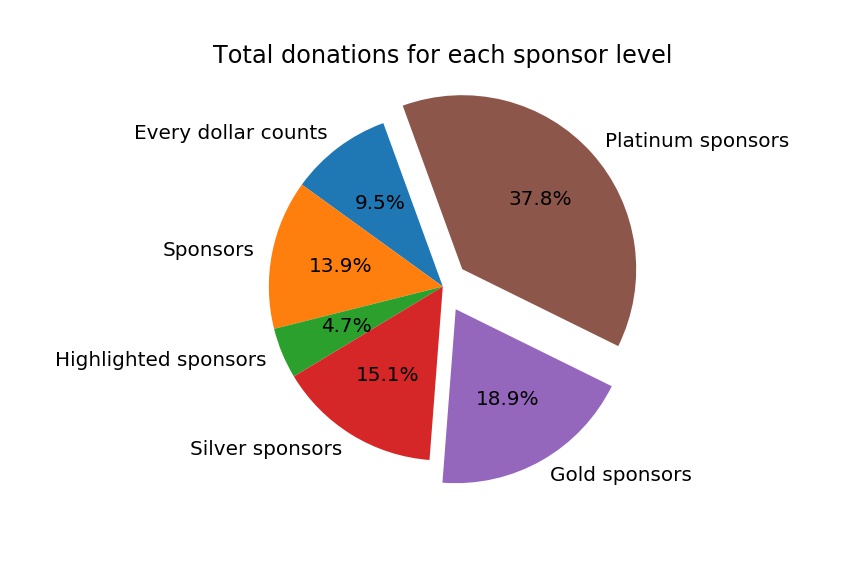 Total donations for each sponsor level
Every dollar counts
Platinum sponsors
9.5%
37.8%
Sponsors
13.9%
4.7%
Highlighted sponsors
15.1%
18.9%
Silver sponsors
Gold sponsors